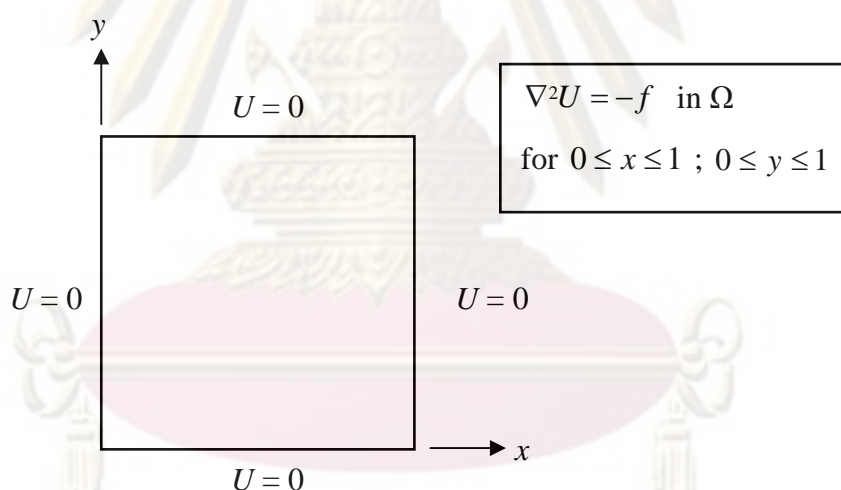 y
U = 0
∇²U = −f in Ω
for 0 ≤ x ≤ 1 ; 0 ≤ y ≤ 1
U = 0
U = 0
x
U = 0